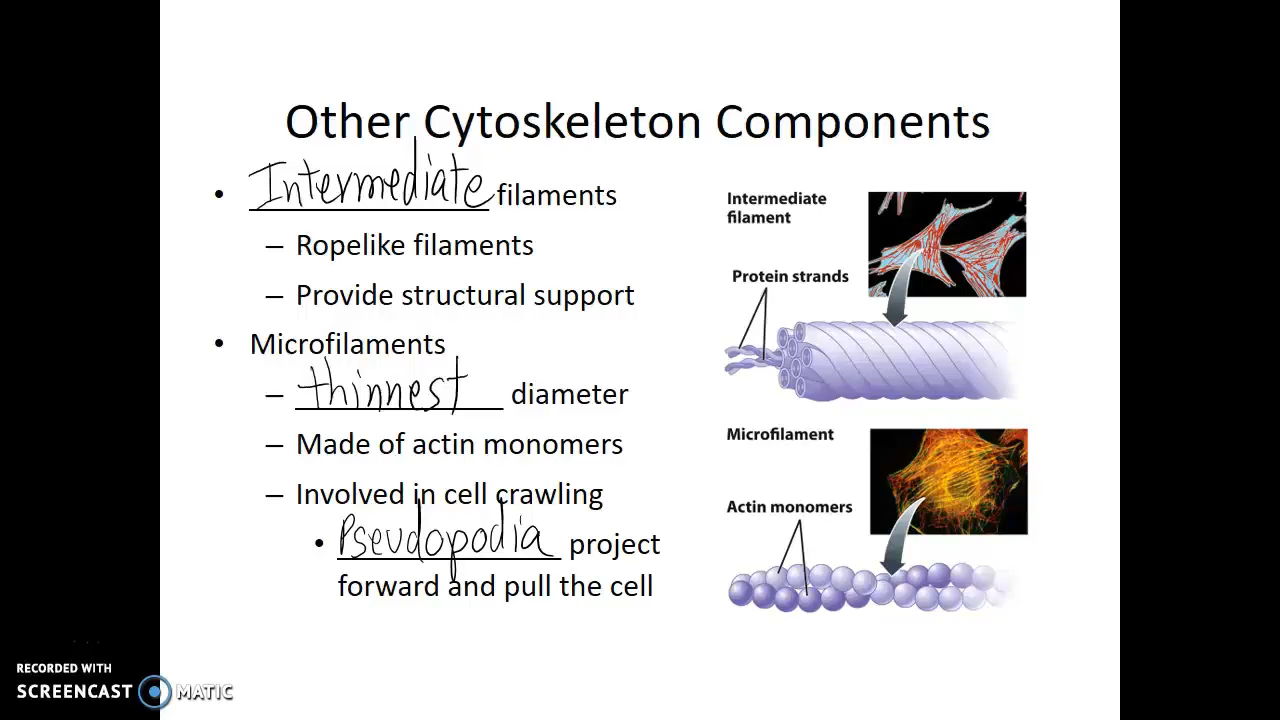 Other Cytoskeleton Components
• Intermediate filaments
– Ropelike filaments
– Provide structural support
• Microfilaments
– thinnest diameter
– Made of actin monomers
– Involved in cell crawling
• Pseudopodia project
forward and pull the cell
Intermediate
filament
Protein strands
Microfilament
Actin monomers
RECORDED WITH
SCREENCAST MATIC